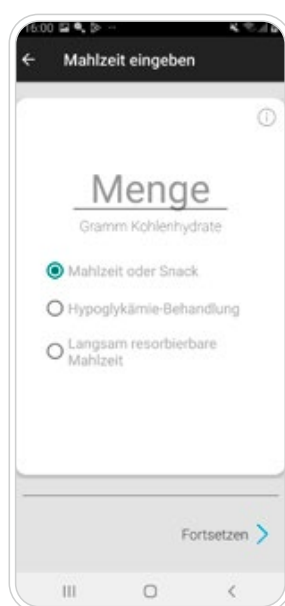 16:00
Mahlzeit eingeben
Menge
Gramm Kohlenhydrate
Mahlzeit oder Snack
Hypoglykämie-Behandlung
Langsam resorbierbare
Mahlzeit
Fortsetzen